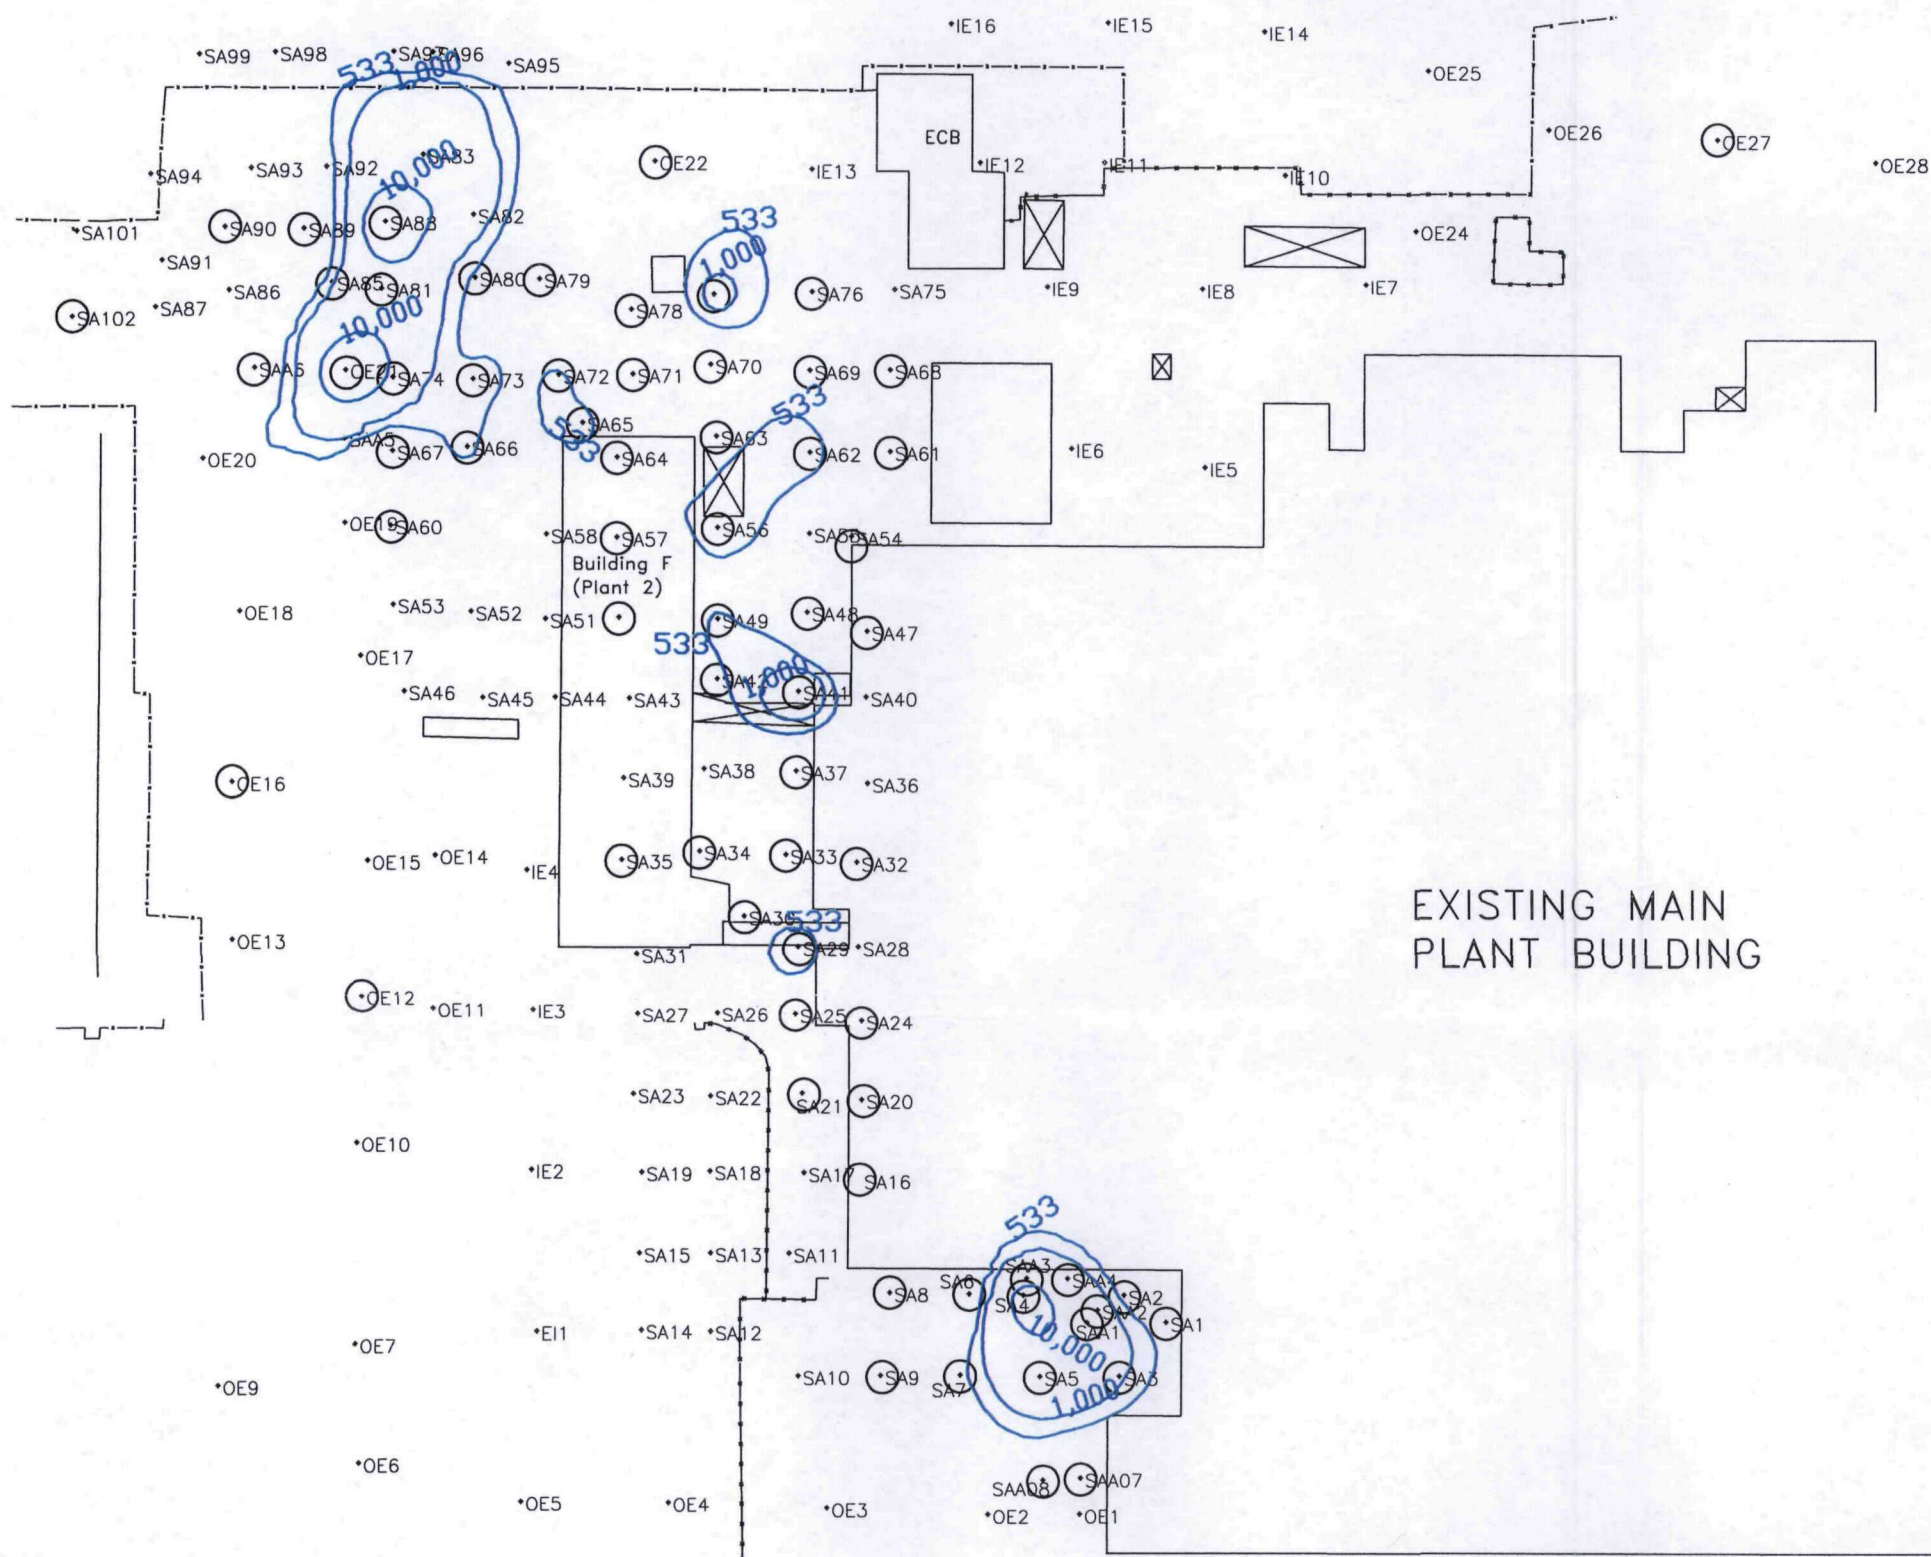 IE16
IE15
IE14
SA99
SA98
SA97
SA96
SA95
533
1,000
OE25
ECB
OE26
OE27
OE28
SA94
SA93
SA92
SA33
10,000
OE22
IE13
IE12
IE11
IE10
SA101
SA90
SA89
SA83
SA82
533
OE24
SA91
1,000
SA86
SA85
SA81
SA80
SA79
SA76
SA75
IE9
IE8
IE7
SA102
SA87
10,000
SA78
SAA6
OE21
SA74
SA73
SA72
SA71
SA70
SA69
SA68
533
SA65
533
SAA5
SA67
SA66
SA64
SA63
SA62
SA61
IE6
IE5
OE20
OE19
SA60
SA58
SA57
SA56
SA55
SA54
Building F
(Plant 2)
OE18
SA53
SA52
SA51
SA49
SA48
SA47
533
OE17
SA46
SA45
SA44
SA43
SA42
1,000
SA41
SA40
OE16
SA39
SA38
SA37
SA36
OE15
OE14
IE4
SA35
SA34
SA33
SA32
EXISTING MAIN
PLANT BUILDING
SA30
533
OE13
SA31
SA29
SA28
OE12
OE11
IE3
SA27
SA26
SA25
SA24
SA23
SA22
SA21
SA20
OE10
IE2
SA19
SA18
SA17
SA16
533
SA15
SA13
SA11
SA8
SA6
SAA3
SAA4
SA4
SA2
SAA2
SAA1
SA1
10,000
OE7
EI1
SA14
SA12
OE9
SA10
SA9
SA7
SA5
SA3
1,000
OE6
OE5
OE4
OE3
SAA08
SAA07
OE2
OE1